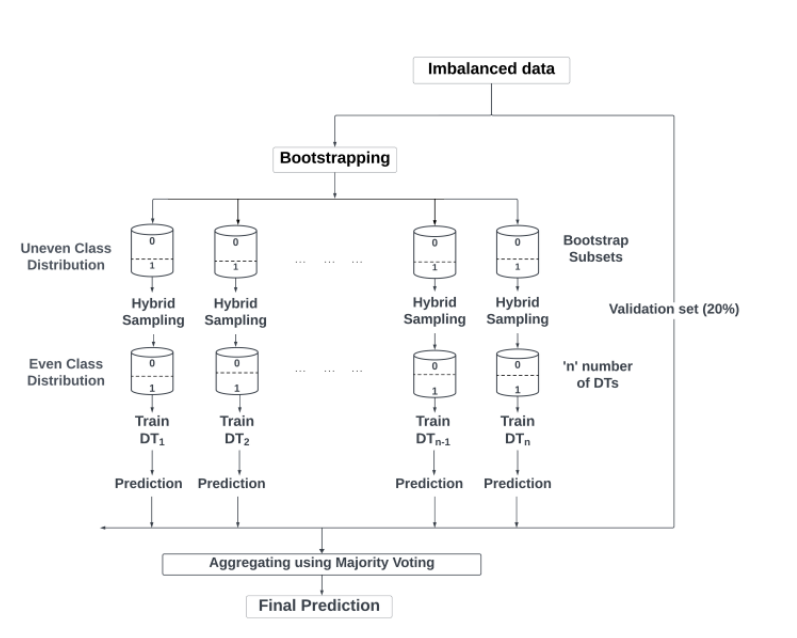 Imbalanced data
Bootstrapping
Uneven Class
Distribution
0
1
0
1
... ... ...
0
1
0
1
Bootstrap
Subsets
Hybrid
Sampling
Hybrid
Sampling
Hybrid
Sampling
Hybrid
Sampling
Validation set (20%)
Even Class
Distribution
0
1
0
1
... ... ...
0
1
0
1
'n' number
of DTs
Train
DT1
Train
DT2
Train
DTn-1
Train
DTn
Prediction
Prediction
Prediction
Prediction
Aggregating using Majority Voting
Final Prediction